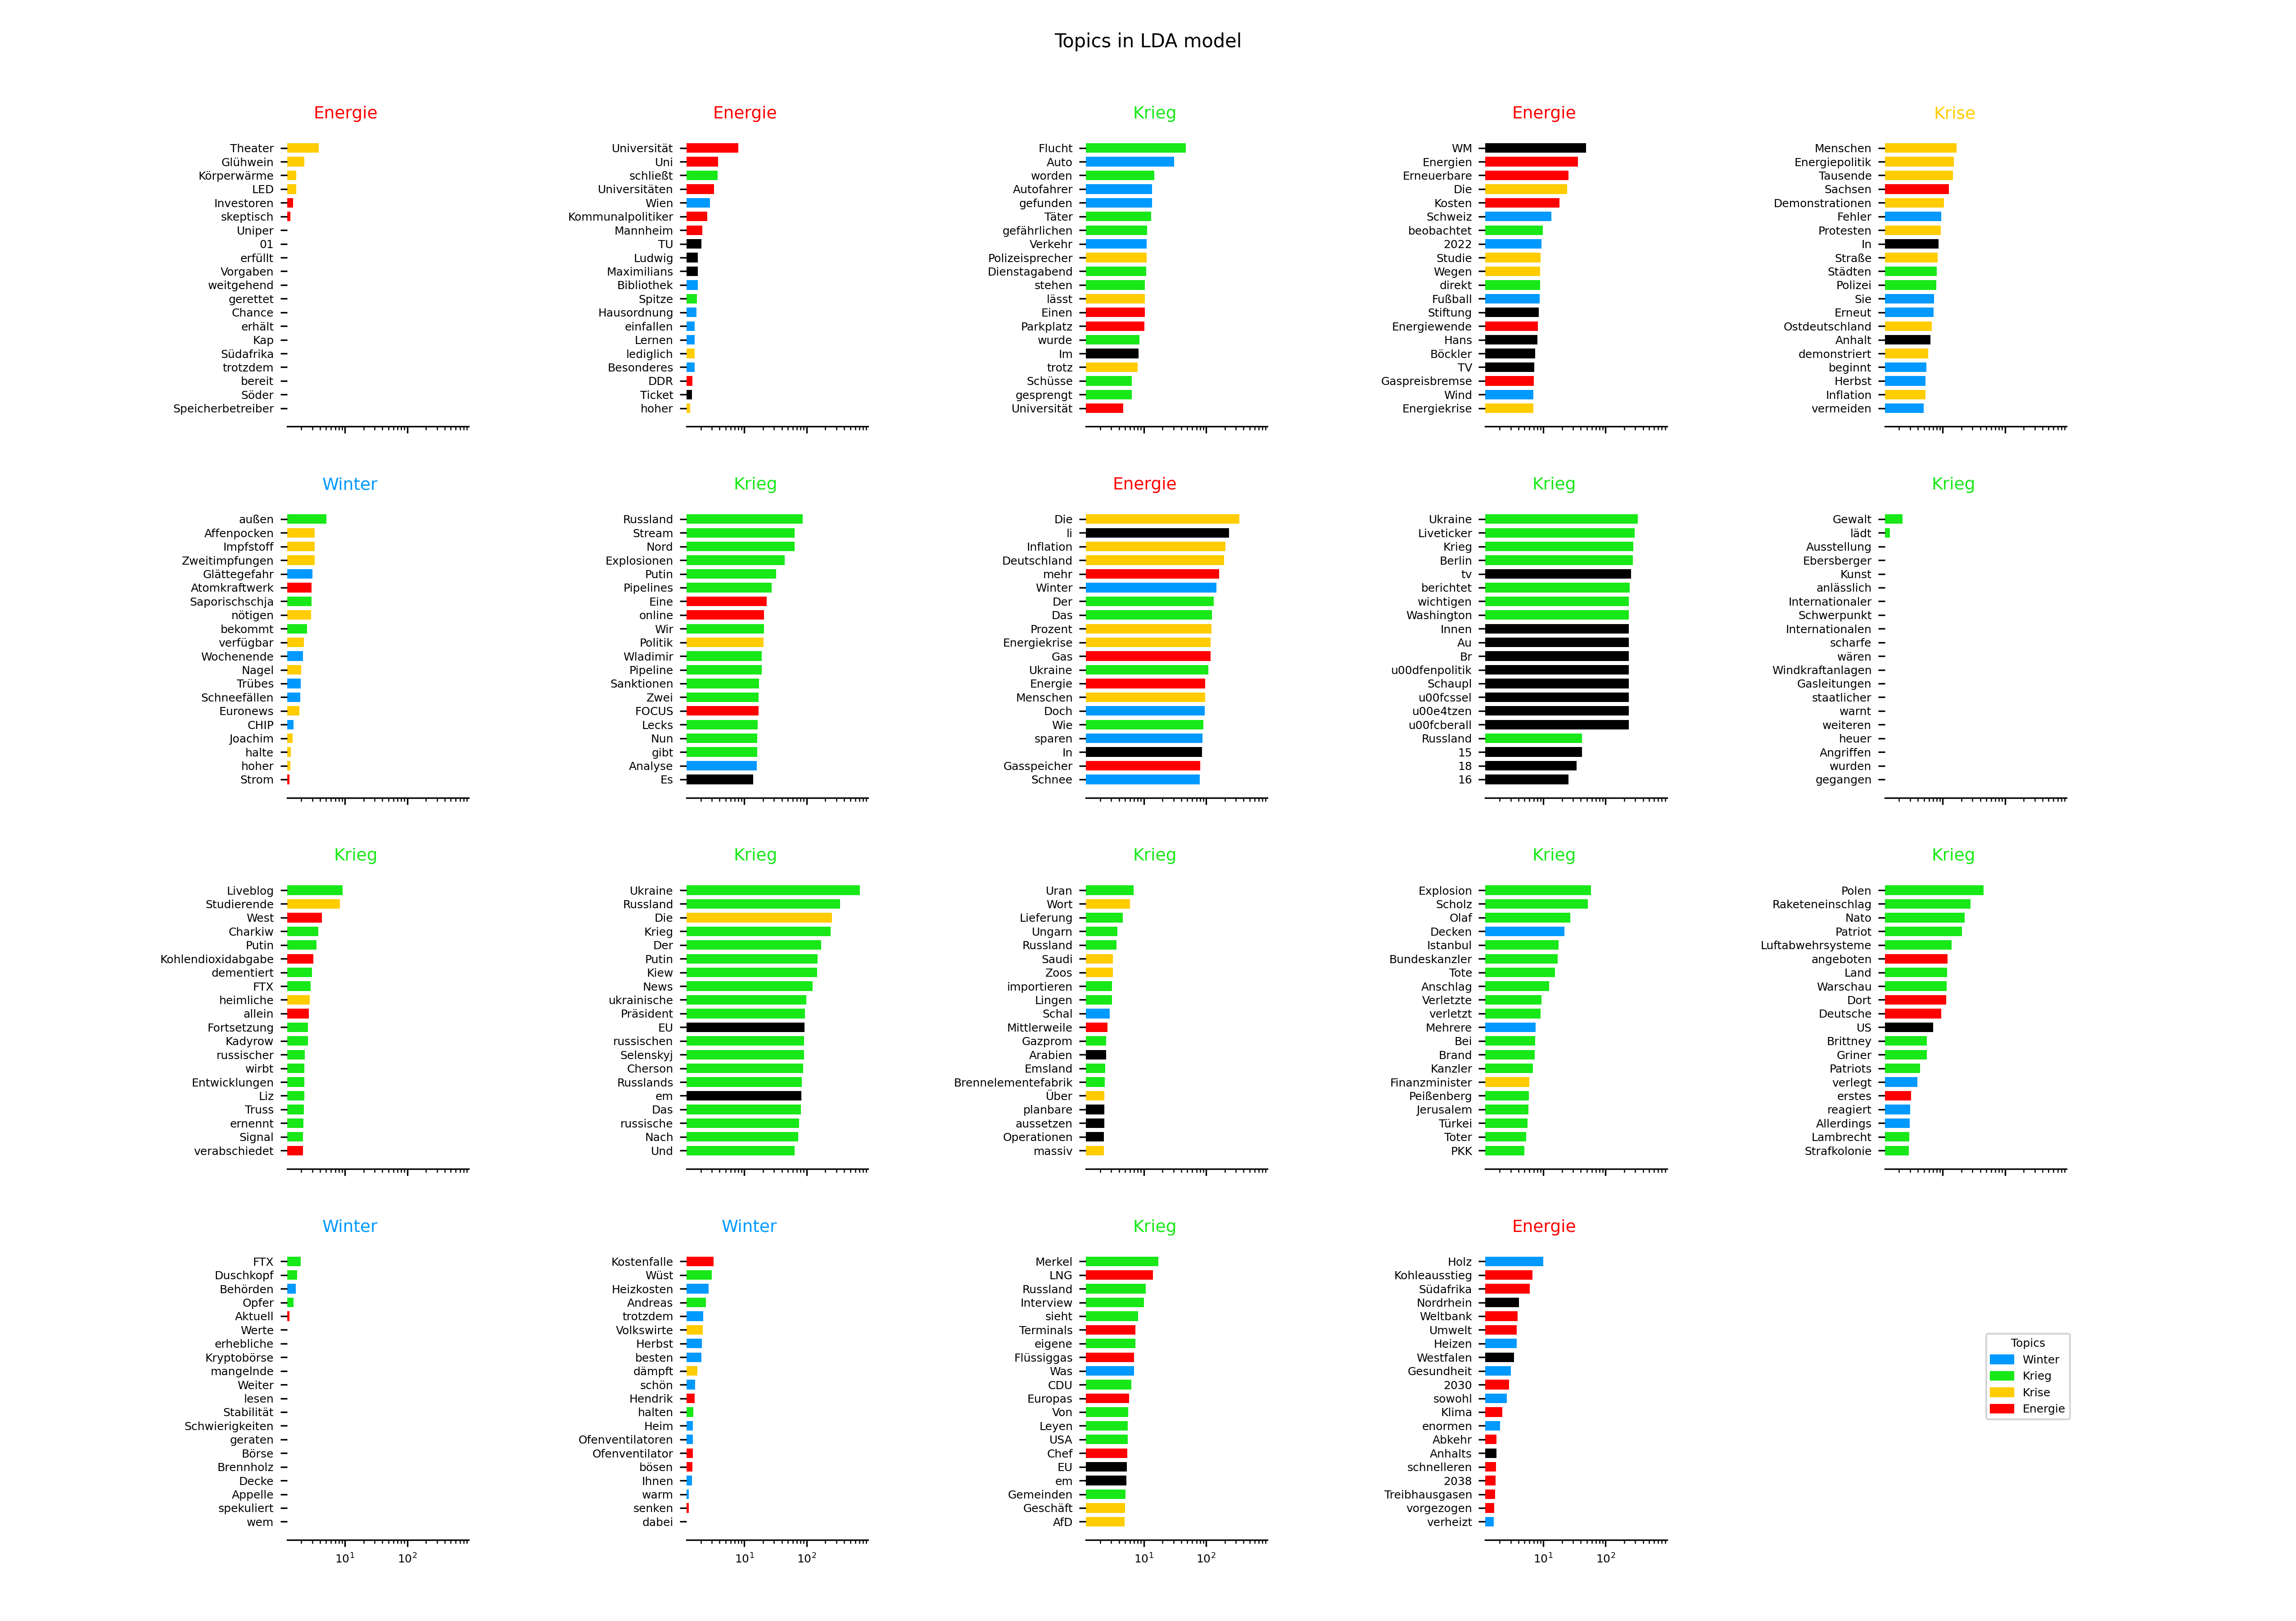 Topics in LDA model
Energie
Theater
Glühwein
Körperwärme
LED
Investoren
skeptisch
Uniper
01
erfüllt
Vorgaben
weitgehend
gerettet
Chance
erhält
Kap
Südafrika
trotzdem
bereit
Söder
Speicherbetreiber
Energie
Universität
Uni
schließt
Universitäten
Wien
Kommunalpolitiker
Mannheim
TU
Ludwig
Maximilians
Bibliothek
Spitze
Hausordnung
einfallen
Lernen
lediglich
Besonderes
DDR
Ticket
hoher
Krieg
Flucht
Auto
worden
Autofahrer
gefunden
Täter
gefährlichen
Verkehr
Polizeisprecher
Dienstagabend
stehen
lässt
Einen
Parkplatz
wurde
Im
trotz
Schüsse
gesprengt
Universität
Energie
WM
Energien
Erneuerbare
Die
Kosten
Schweiz
beobachtet
2022
Studie
Wegen
direkt
Fußball
Stiftung
Energiewende
Hans
Böckler
TV
Gaspreisbremse
Wind
Energiekrise
Krise
Menschen
Energiepolitik
Tausende
Sachsen
Demonstrationen
Fehler
Protesten
In
Straße
Städten
Polizei
Sie
Erneut
Ostdeutschland
Anhalt
demonstriert
beginnt
Herbst
Inflation
vermeiden
Winter
außen
Affenpocken
Impfstoff
Zweitimpfungen
Glättegefahr
Atomkraftwerk
Saporischschja
nötigen
bekommt
verfügbar
Wochenende
Nagel
Trübes
Schneefällen
Euronews
CHIP
Joachim
halte
hoher
Strom
Krieg
Russland
Stream
Nord
Explosionen
Putin
Pipelines
Eine
online
Wir
Politik
Wladimir
Pipeline
Sanktionen
Zwei
FOCUS
Lecks
Nun
gibt
Analyse
Es
Energie
Die
li
Inflation
Deutschland
mehr
Winter
Der
Das
Prozent
Energiekrise
Gas
Ukraine
Energie
Menschen
Doch
Wie
sparen
In
Gasspeicher
Schnee
Krieg
Ukraine
Liveticker
Krieg
Berlin
tv
berichtet
wichtigen
Washington
Innen
Au
Br
u00dfenpolitik
Schaupl
u00fcssel
u00e4tzen
u00fcberall
Russland
15
18
16
Krieg
Gewalt
lädt
Ausstellung
Ebersberger
Kunst
anlässlich
Internationaler
Schwerpunkt
Internationalen
scharfe
wären
Windkraftanlagen
Gasleitungen
staatlicher
warnt
weiteren
heuer
Angriffen
wurden
gegangen
Krieg
Liveblog
Studierende
West
Charkiw
Putin
Kohlendioxidabgabe
dementiert
FTX
heimliche
allein
Fortsetzung
Kadyrow
russischer
wirbt
Entwicklungen
Liz
Truss
ernennt
Signal
verabschiedet
Krieg
Ukraine
Russland
Die
Krieg
Der
Putin
Kiew
News
ukrainische
Präsident
EU
russischen
Selenskyj
Cherson
Russlands
em
Das
russische
Nach
Und
Krieg
Uran
Wort
Lieferung
Ungarn
Russland
Saudi
Zoos
importieren
Lingen
Schal
Mittlerweile
Gazprom
Arabien
Emsland
Brennelementefabrik
Über
planbare
aussetzen
Operationen
massiv
Krieg
Explosion
Scholz
Olaf
Decken
Istanbul
Bundeskanzler
Tote
Anschlag
Verletzte
verletzt
Mehrere
Bei
Brand
Kanzler
Finanzminister
Peißenberg
Jerusalem
Türkei
Toter
PKK
Krieg
Polen
Raketeneinschlag
Nato
Patriot
Luftabwehrsysteme
angeboten
Land
Warschau
Dort
Deutsche
US
Brittney
Griner
Patriots
verlegt
erstes
reagiert
Allerdings
Lambrecht
Strafkolonie
Winter
FTX
Duschkopf
Behörden
Opfer
Aktuell
Werte
erhebliche
Kryptobörse
mangelnde
Weiter
lesen
Stabilität
Schwierigkeiten
geraten
Börse
Brennholz
Decke
Appelle
spekuliert
wem
10¹ 10²
Winter
Kostenfalle
Wüst
Heizkosten
Andreas
trotzdem
Volkswirte
Herbst
besten
dämpft
schön
Hendrik
halten
Heim
Ofenventilatoren
Ofenventilator
bösen
Ihnen
warm
senken
dabei
10¹ 10²
Krieg
Merkel
LNG
Russland
Interview
sieht
Terminals
eigene
Flüssiggas
Was
CDU
Europas
Von
Leyen
USA
Chef
EU
em
Gemeinden
Geschäft
AfD
10¹ 10²
Energie
Holz
Kohleausstieg
Südafrika
Nordrhein
Weltbank
Umwelt
Heizen
Westfalen
Gesundheit
2030
sowohl
Klima
enormen
Abkehr
Anhalts
schnelleren
2038
Treibhausgasen
vorgezogen
verheizt
10¹ 10²
Topics
Winter
Krieg
Krise
Energie